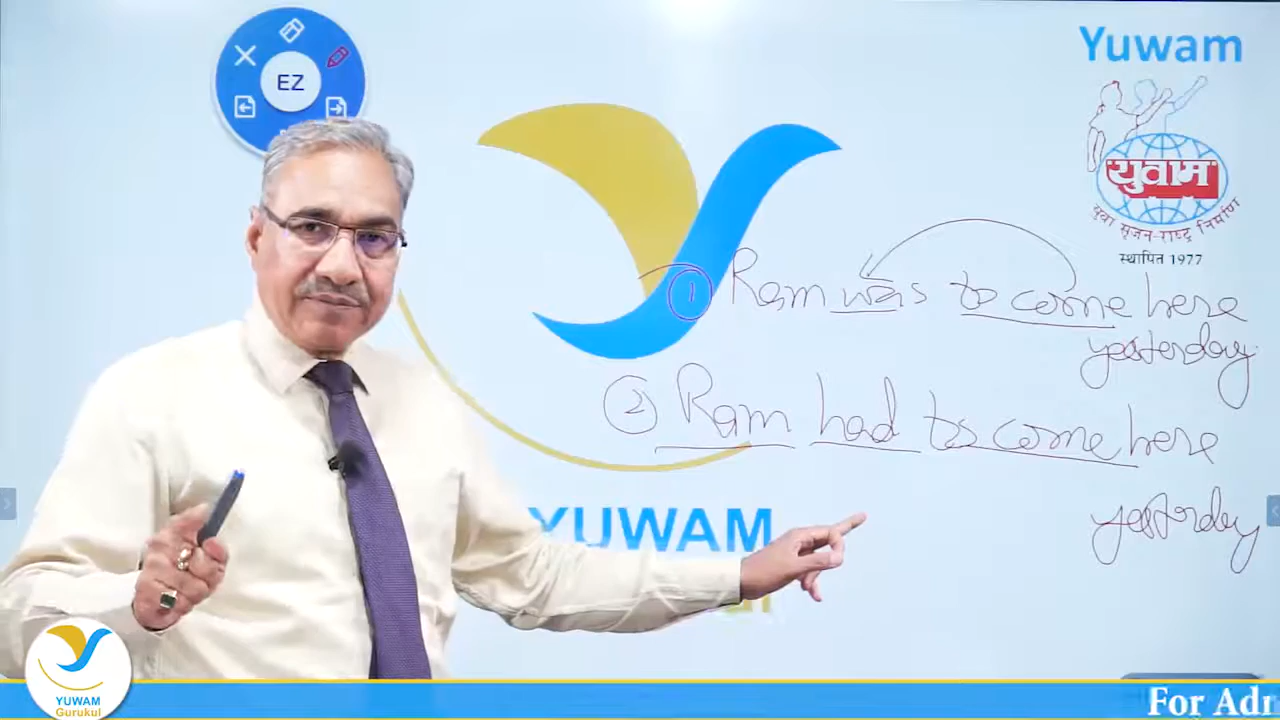 EZ
Yuwam
युवाम
युवा सृजन-राष्ट्र निर्माण
स्थापित 1977
① Ram was to come here
yesterday.
② Ram had to come here
yesterday
YUWAM
YUWAM
Gurukul
For Adr